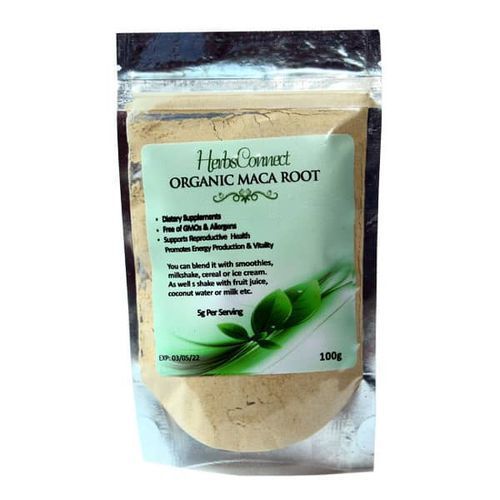 HerbsConnect
ORGANIC MACA ROOT
• Dietary Supplements
• Free of GMOs & Allergens
• Supports Reproductive Health
Promotes Energy Production & Vitality
You can blend it with smoothies,
milkshake, cereal or ice cream.
As well s shake with fruit juice,
coconut water or milk etc.
5g Per Serving
EXP: 03/05/22
100g